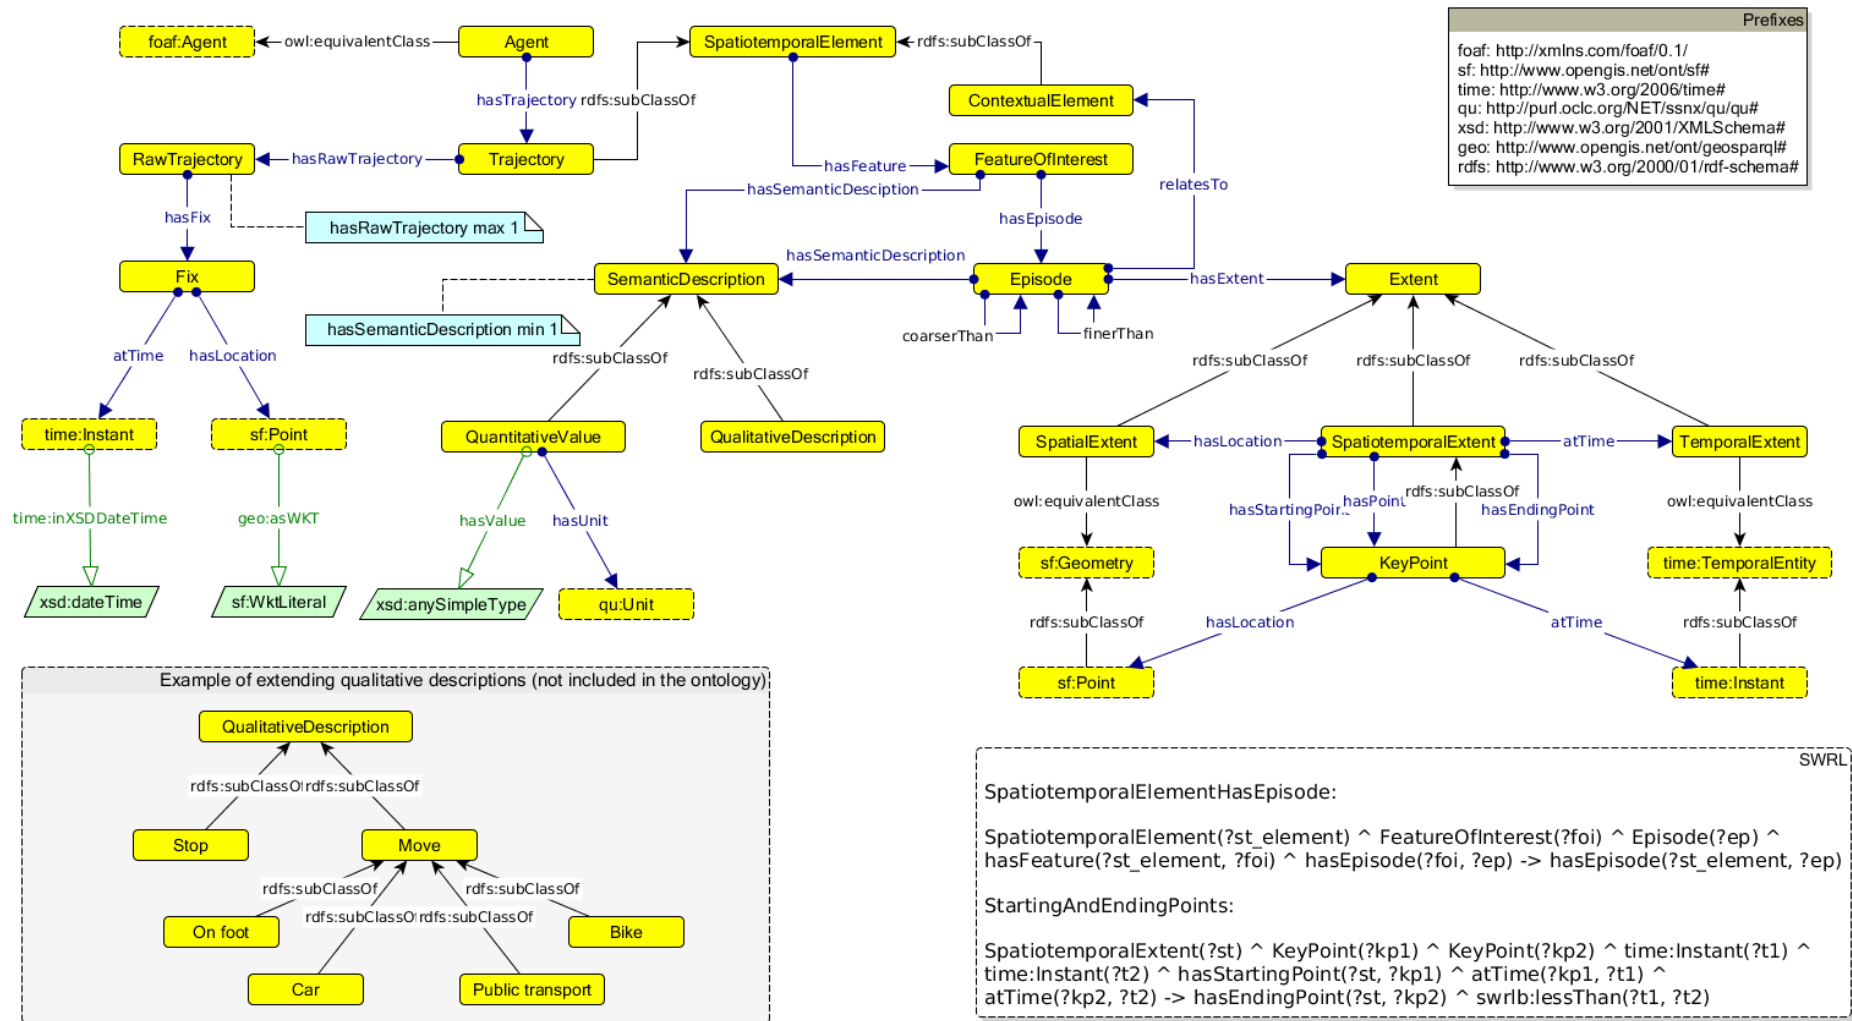 Prefixes
foaf: http://xmlns.com/foaf/0.1/
sf: http://www.opengis.net/ont/sf#
time: http://www.w3.org/2006/time#
qu: http://purl.oclc.org/NET/ssnx/qu/qu#
xsd: http://www.w3.org/2001/XMLSchema#
geo: http://www.opengis.net/ont/geosparql#
rdfs: http://www.w3.org/2000/01/rdf-schema#
foaf:Agent
owl:equivalentClass
Agent
SpatiotemporalElement
rdfs:subClassOf
hasTrajectory
rdfs:subClassOf
ContextualElement
RawTrajectory
hasRawTrajectory
Trajectory
hasFeature
FeatureOfInterest
hasSemanticDesciption
relatesTo
hasFix
hasRawTrajectory max 1
hasEpisode
hasSemanticDescription
Fix
SemanticDescription
Episode
hasExtent
Extent
hasSemanticDescription min 1
coarserThan
finerThan
atTime
hasLocation
rdfs:subClassOf
rdfs:subClassOf
rdfs:subClassOf
rdfs:subClassOf
rdfs:subClassOf
time:Instant
sf:Point
QuantitativeValue
QualitativeDescription
SpatialExtent
hasLocation
SpatiotemporalExtent
atTime
TemporalExtent
time:inXSDDateTime
geo:asWKT
hasValue
hasUnit
owl:equivalentClass
hasPoint
rdfs:subClassOf
hasEndingPoint
owl:equivalentClass
sf:Geometry
KeyPoint
time:TemporalEntity
xsd:dateTime
sf:WktLiteral
xsd:anySimpleType
qu:Unit
rdfs:subClassOf
hasLocation
atTime
rdfs:subClassOf
sf:Point
time:Instant
Example of extending qualitative descriptions (not included in the ontology)
QualitativeDescription
rdfs:subClassOf
rdfs:subClassOf
Stop
Move
rdfs:subClassOf
rdfs:subClassOf
rdfs:subClassOf
rdfs:subClassOf
On foot
Bike
Car
Public transport
SWRL
SpatiotemporalElementHasEpisode:
SpatiotemporalElement(?st_element) ^ FeatureOfInterest(?foi) ^ Episode(?ep) ^
hasFeature(?st_element, ?foi) ^ hasEpisode(?foi, ?ep) -> hasEpisode(?st_element, ?ep)
StartingAndEndingPoints:
SpatiotemporalExtent(?st) ^ KeyPoint(?kp1) ^ KeyPoint(?kp2) ^ time:Instant(?t1) ^
time:Instant(?t2) ^ hasStartingPoint(?st, ?kp1) ^ atTime(?kp1, ?t1) ^
atTime(?kp2, ?t2) -> hasEndingPoint(?st, ?kp2) ^ swrlb:lessThan(?t1, ?t2)